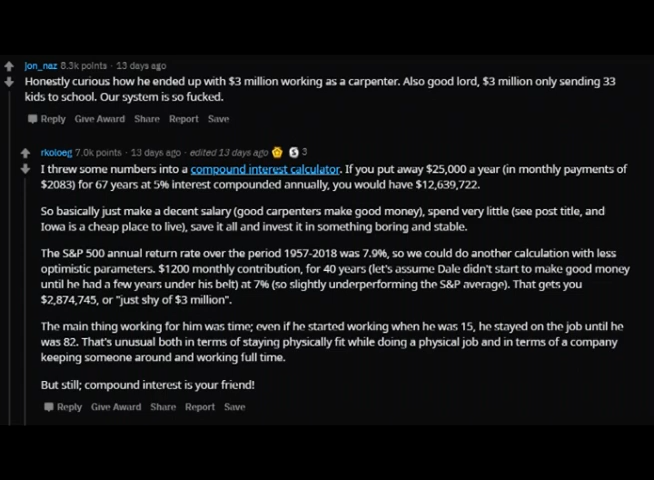 jon_naz 8.3k points · 13 days ago
Honestly curious how he ended up with $3 million working as a carpenter. Also good lord, $3 million only sending 33
kids to school. Our system is so fucked.
Reply Give Award Share Report Save
rkoloeg 7.0k points · 13 days ago · edited 13 days ago S 3
I threw some numbers into a compound interest calculator. If you put away $25,000 a year (in monthly payments of
$2083) for 67 years at 5% interest compounded annually, you would have $12,639,722.
So basically just make a decent salary (good carpenters make good money), spend very little (see post title, and
Iowa is a cheap place to live), save it all and invest it in something boring and stable.
The S&P 500 annual return rate over the period 1957-2018 was 7.9%, so we could do another calculation with less
optimistic parameters. $1200 monthly contribution, for 40 years (let's assume Dale didn't start to make good money
until he had a few years under his belt) at 7% (so slightly underperforming the S&P average). That gets you
$2,874,745, or "just shy of $3 million".
The main thing working for him was time; even if he started working when he was 15, he stayed on the job until he
was 82. That's unusual both in terms of staying physically fit while doing a physical job and in terms of a company
keeping someone around and working full time.
But still; compound interest is your friend!
Reply Give Award Share Report Save